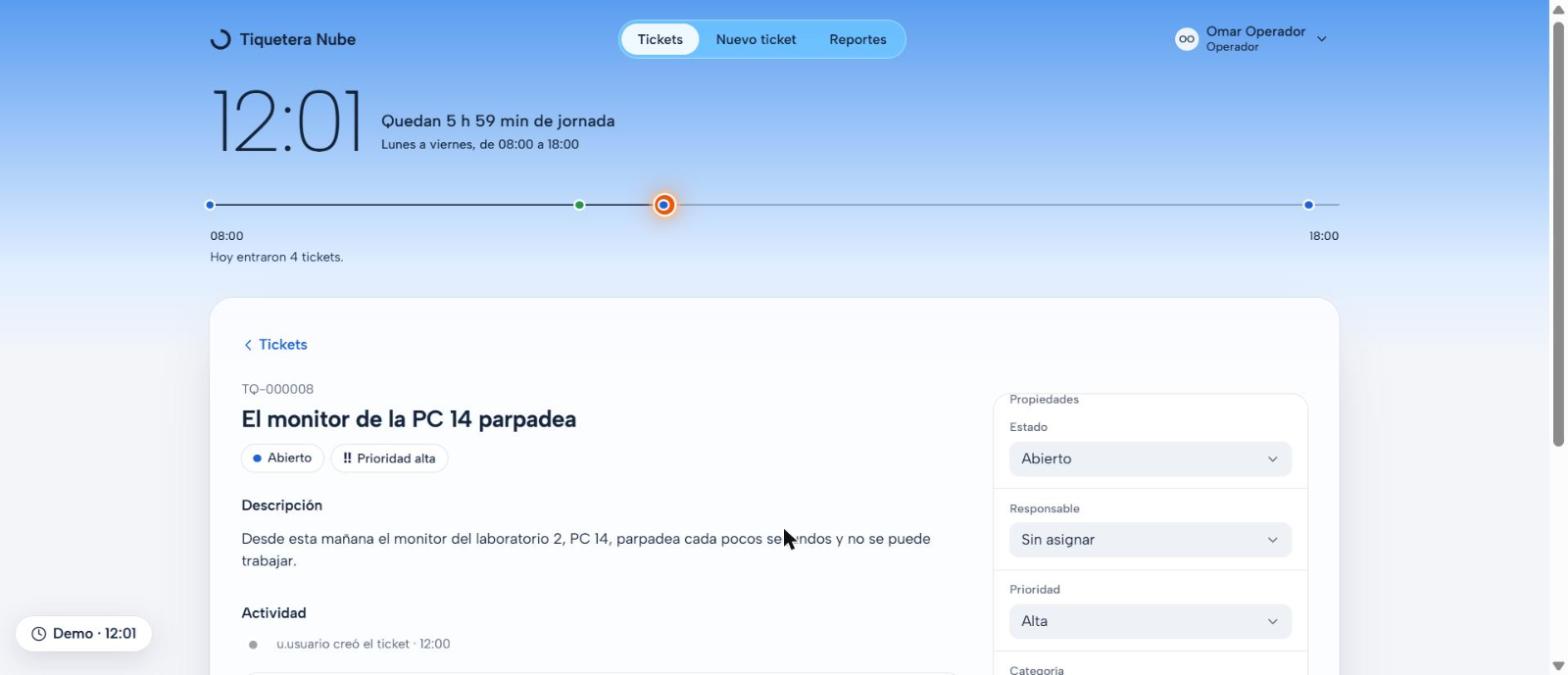 Tiquetera Nube
Tickets
Nuevo ticket
Reportes
OO
Omar Operador
Operador
12:01
Quedan 5 h 59 min de jornada
Lunes a viernes, de 08:00 a 18:00
08:00
18:00
Hoy entraron 4 tickets.
Tickets
TQ-000008
El monitor de la PC 14 parpadea
Abierto
!! Prioridad alta
Descripción
Desde esta mañana el monitor del laboratorio 2, PC 14, parpadea cada pocos y no se puede
trabajar.
Actividad
u.usuario creó el ticket · 12:00
Propiedades
Estado
Abierto
Responsable
Sin asignar
Prioridad
Alta
Categoría
Demo · 12:01